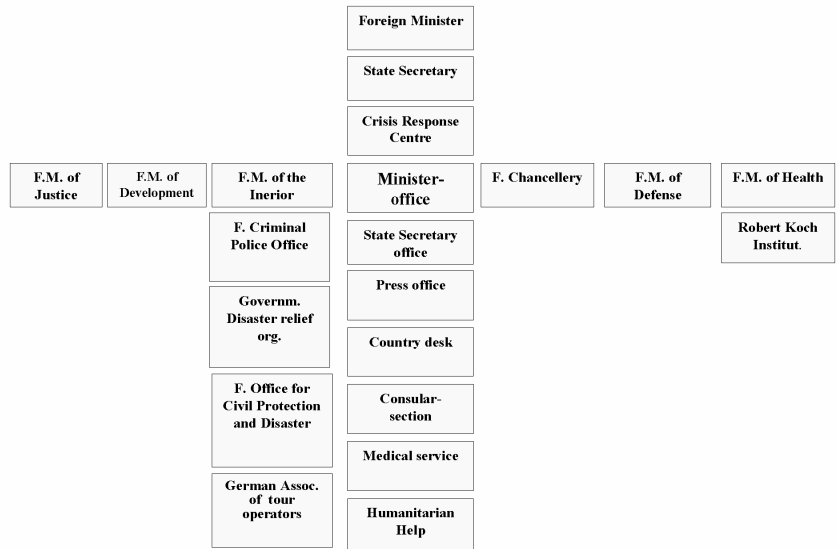 Foreign Minister
State Secretary
Crisis Response
Centre
F.M. of
Justice
F.M. of
Development
F.M. of the
Inerior
Minister-
office
F. Chancellery
F.M. of
Defense
F.M. of Health
F. Criminal
Police Office
State Secretary
office
Robert Koch
Institut.
Governm.
Disaster relief
org.
Press office
Country desk
F. Office for
Civil Protection
and Disaster
Consular-
section
Medical service
German Assoc.
of tour
operators
Humanitarian
Help